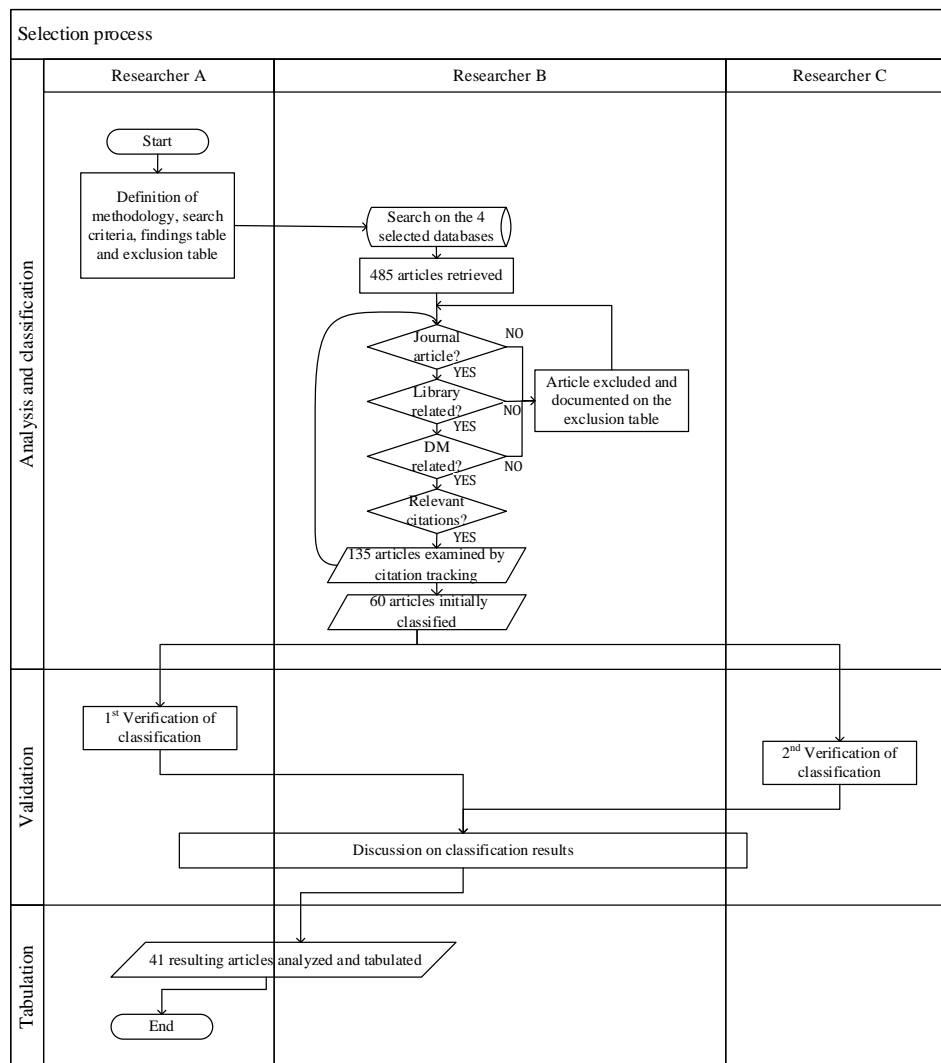 Selection process
Researcher A
Researcher B
Researcher C
Analysis and classification
Start
Definition of
methodology, search
criteria, findings table
and exclusion table
Search on the 4
selected databases
485 articles retrieved
Journal
article?
NO
YES
Library
related?
NO
YES
DM
related?
NO
YES
Relevant
citations?
YES
Article excluded and
documented on the
exclusion table
135 articles examined by
citation tracking
60 articles initially
classified
Validation
1st Verification of
classification
2nd Verification of
classification
Discussion on classification results
Tabulation
41 resulting articles analyzed and tabulated
End